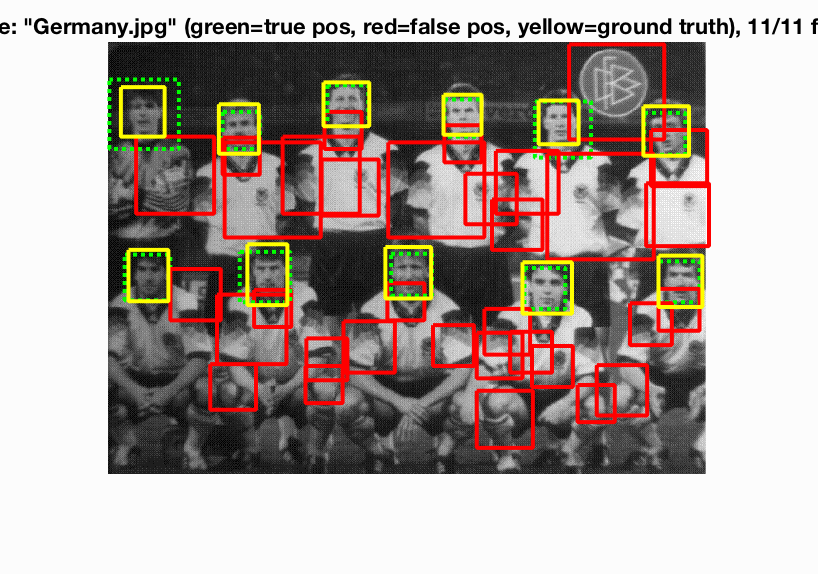 e: "Germany.jpg" (green=true pos, red=false pos, yellow=ground truth), 11/11 f